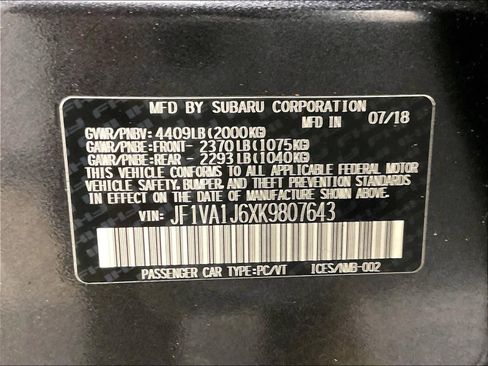 MFD BY SUBARU CORPORATION 07/18
GVWR/PNBV: 4409LB(2000KG)
GAWR/PNBE:FRONT- 2370LB(1075KG)
GAWR/PNBE:REAR - 2293LB(1040KG)
THIS VEHICLE CONFORMS TO ALL APPLICABLE FEDERAL MOTOR
VEHICLE SAFETY, BUMPER, AND THEFT PREVENTION STANDARDS
IN EFFECT ON THE DATE OF MANUFACTURE SHOWN ABOVE.
VIN: JF1VA1J6XK9807643
PASSENGER CAR TYPE:PC/VT ICES/NMB-002